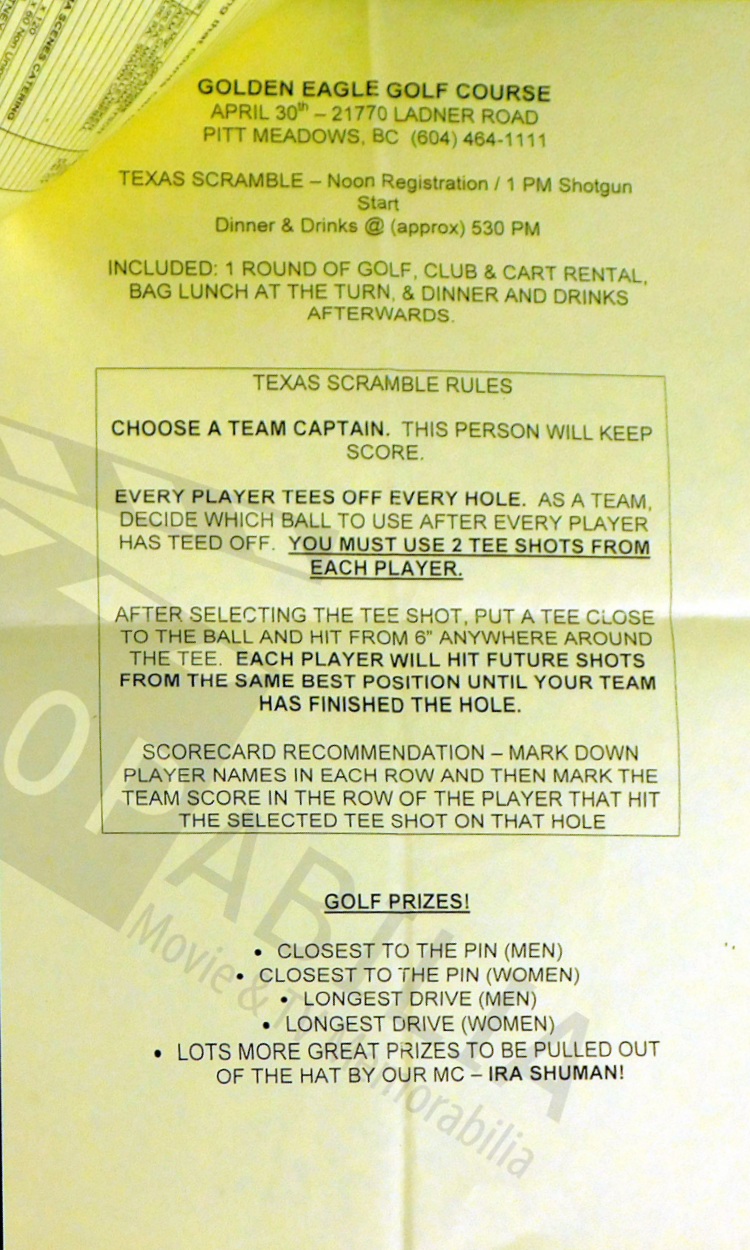 A SCENES CATERING
GOLDEN EAGLE GOLF COURSE
APRIL 30th – 21770 LADNER ROAD
PITT MEADOWS, BC (604) 464-1111
TEXAS SCRAMBLE – Noon Registration / 1 PM Shotgun
Start
Dinner & Drinks @ (approx) 530 PM
INCLUDED: 1 ROUND OF GOLF, CLUB & CART RENTAL,
BAG LUNCH AT THE TURN, & DINNER AND DRINKS
AFTERWARDS.
TEXAS SCRAMBLE RULES
CHOOSE A TEAM CAPTAIN. THIS PERSON WILL KEEP
SCORE.
EVERY PLAYER TEES OFF EVERY HOLE. AS A TEAM,
DECIDE WHICH BALL TO USE AFTER EVERY PLAYER
HAS TEED OFF. YOU MUST USE 2 TEE SHOTS FROM
EACH PLAYER.
AFTER SELECTING THE TEE SHOT, PUT A TEE CLOSE
TO THE BALL AND HIT FROM 6" ANYWHERE AROUND
THE TEE. EACH PLAYER WILL HIT FUTURE SHOTS
FROM THE SAME BEST POSITION UNTIL YOUR TEAM
HAS FINISHED THE HOLE.
SCORECARD RECOMMENDATION – MARK DOWN
PLAYER NAMES IN EACH ROW AND THEN MARK THE
TEAM SCORE IN THE ROW OF THE PLAYER THAT HIT
THE SELECTED TEE SHOT ON THAT HOLE
GOLF PRIZES!
• CLOSEST TO THE PIN (MEN)
• CLOSEST TO THE PIN (WOMEN)
• LONGEST DRIVE (MEN)
• LONGEST DRIVE (WOMEN)
• LOTS MORE GREAT PRIZES TO BE PULLED OUT
OF THE HAT BY OUR MC – IRA SHUMAN!